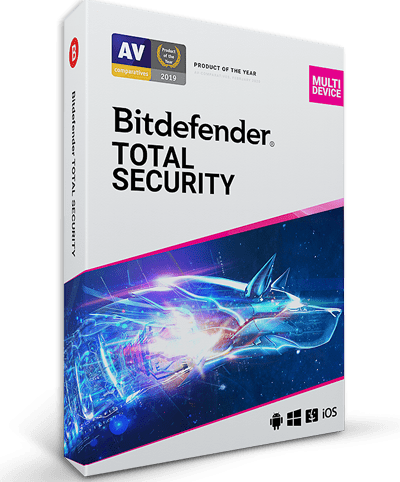 B
Bitdefender TOTAL SECURITY
AV
comparatives
Product
of the
Year
2019
PRODUCT OF THE YEAR
MULTI
DEVICE
Bitdefender®
TOTAL
SECURITY
iOS